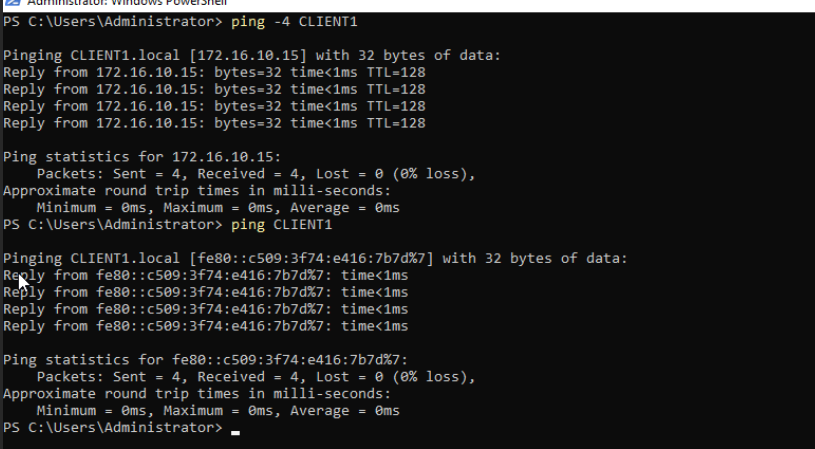 Administrator: Windows PowerShell
PS C:\Users\Administrator> ping -4 CLIENT1
Pinging CLIENT1.local [172.16.10.15] with 32 bytes of data:
Reply from 172.16.10.15: bytes=32 time<1ms TTL=128
Reply from 172.16.10.15: bytes=32 time<1ms TTL=128
Reply from 172.16.10.15: bytes=32 time<1ms TTL=128
Reply from 172.16.10.15: bytes=32 time<1ms TTL=128
Ping statistics for 172.16.10.15:
    Packets: Sent = 4, Received = 4, Lost = 0 (0% loss),
Approximate round trip times in milli-seconds:
    Minimum = 0ms, Maximum = 0ms, Average = 0ms
PS C:\Users\Administrator> ping CLIENT1
Pinging CLIENT1.local [fe80::c509:3f74:e416:7b7d%7] with 32 bytes of data:
Reply from fe80::c509:3f74:e416:7b7d%7: time<1ms
Reply from fe80::c509:3f74:e416:7b7d%7: time<1ms
Reply from fe80::c509:3f74:e416:7b7d%7: time<1ms
Reply from fe80::c509:3f74:e416:7b7d%7: time<1ms
Ping statistics for fe80::c509:3f74:e416:7b7d%7:
    Packets: Sent = 4, Received = 4, Lost = 0 (0% loss),
Approximate round trip times in milli-seconds:
    Minimum = 0ms, Maximum = 0ms, Average = 0ms
PS C:\Users\Administrator>